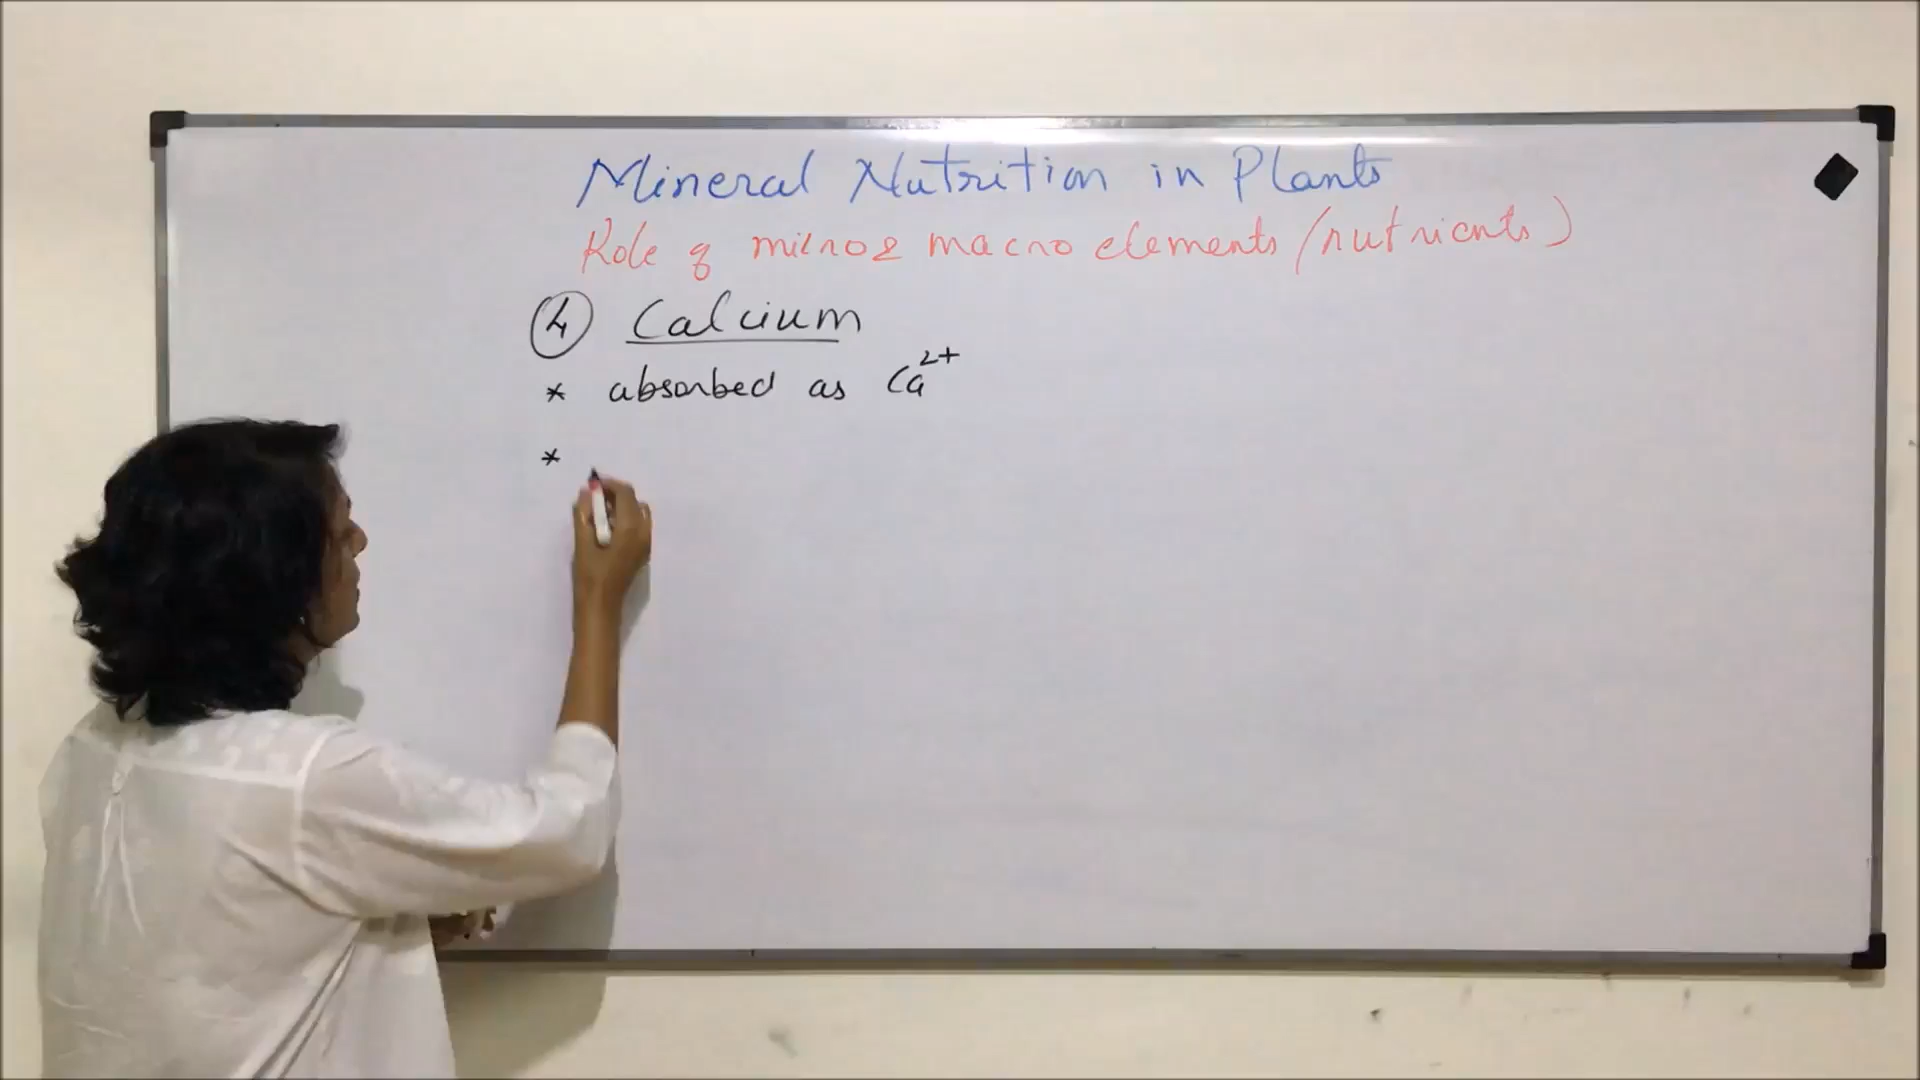 Mineral Nutrition in Plants
Role of micro & macro elements (nutrients)
④ Calcium
* absorbed as Ca²⁺
*